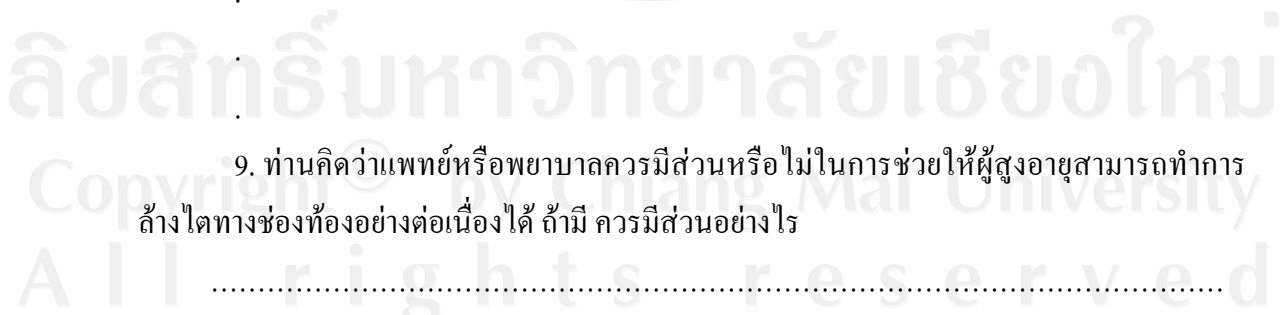 .
.
.
ลิขสิทธิ์มหาวิทยาลัยเชียงใหม่
9. ท่านคิดว่าแพทย์หรือพยาบาลควรมีส่วนหรือไม่ในการช่วยให้ผู้สูงอายุสามารถทำการ
Copyright© by Chiang Mai University
ล้างไตทางช่องท้องอย่างต่อเนื่องได้ ถ้ามี ควรมีส่วนอย่างไร
All rights reserved
............................................................................................................